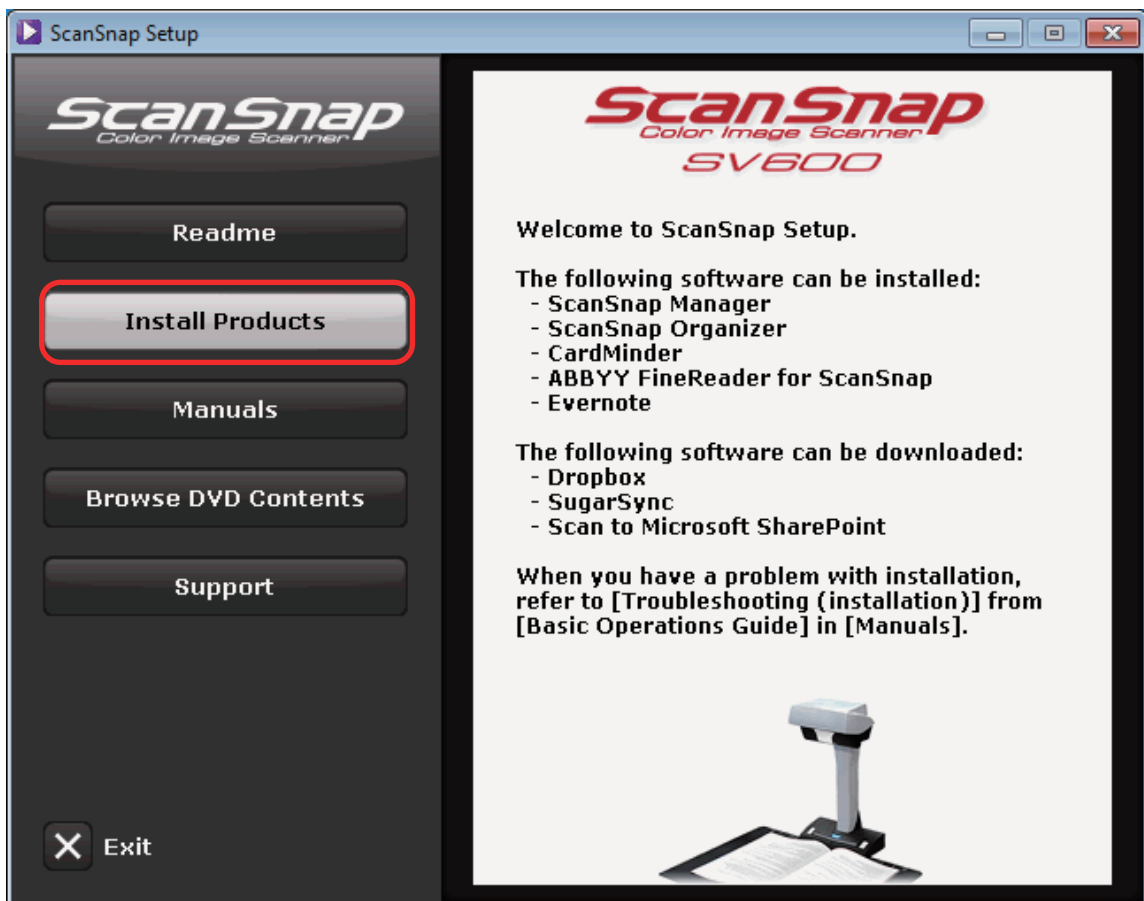 ScanSnap Setup
ScanSnap
Color Image Scanner
Readme
Install Products
Manuals
Browse DVD Contents
Support
Exit
ScanSnap
Color Image Scanner
SV600
Welcome to ScanSnap Setup.
The following software can be installed:
- ScanSnap Manager
- ScanSnap Organizer
- CardMinder
- ABBYY FineReader for ScanSnap
- Evernote
The following software can be downloaded:
- Dropbox
- SugarSync
- Scan to Microsoft SharePoint
When you have a problem with installation,
refer to [Troubleshooting (installation)] from
[Basic Operations Guide] in [Manuals].